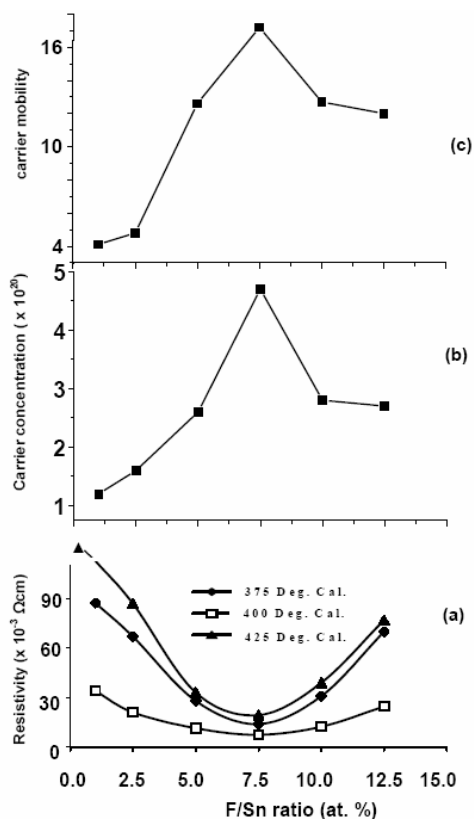 16
10
4
carrier mobility
(c)
5
4
3
2
1
Carrier concentration ( x 10²⁰)
(b)
90
60
30
0
Resistivity (x 10⁻³ Ωcm)
375 Deg. Cal.
400 Deg. Cal.
425 Deg. Cal.
(a)
0.0 2.5 5.0 7.5 10.0 12.5 15.0
F/Sn ratio (at. %)